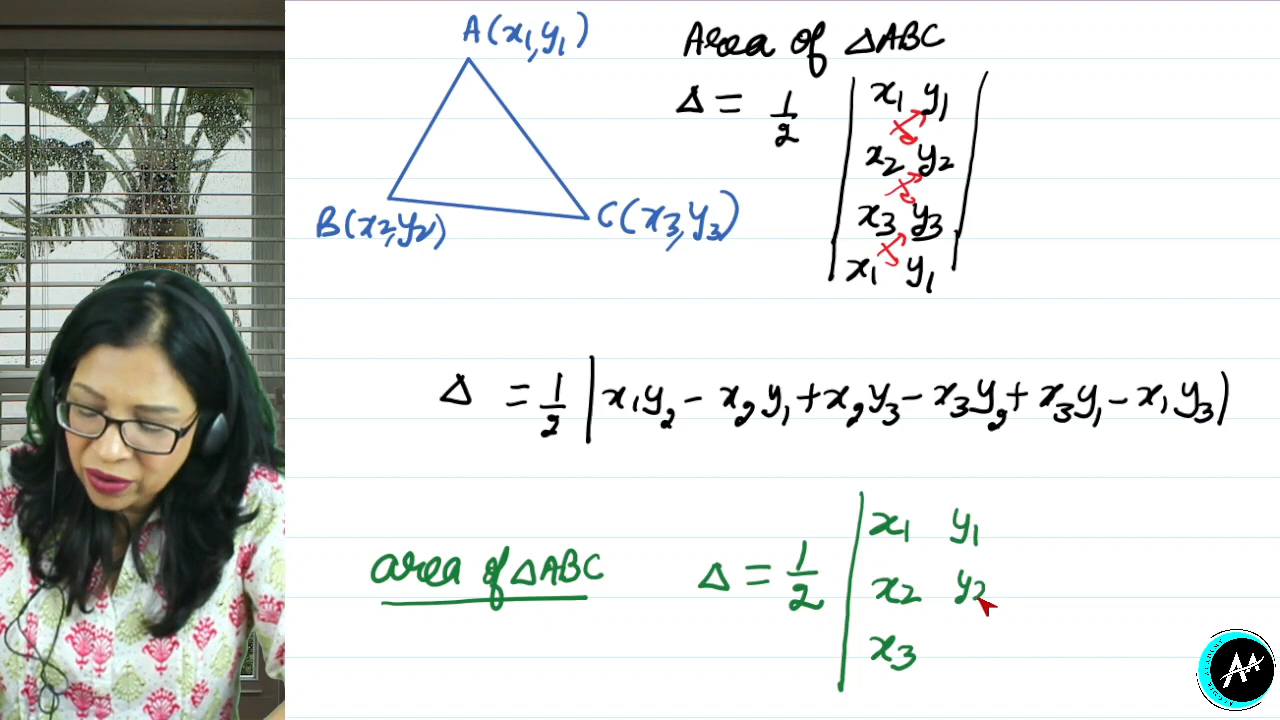 A(x₁,y₁)
B(x₂,y₂)
C(x₃,y₃)
Area of ΔABC
Δ = 1/2 | x₁ y₁
x₂ y₂
x₃ y₃
x₁ y₁ |
Δ = 1/2 | x₁y₂ - x₂y₁ + x₂y₃ - x₃y₂ + x₃y₁ - x₁y₃ |
area of ΔABC
Δ = 1/2 | x₁ y₁
x₂ y₂
x₃